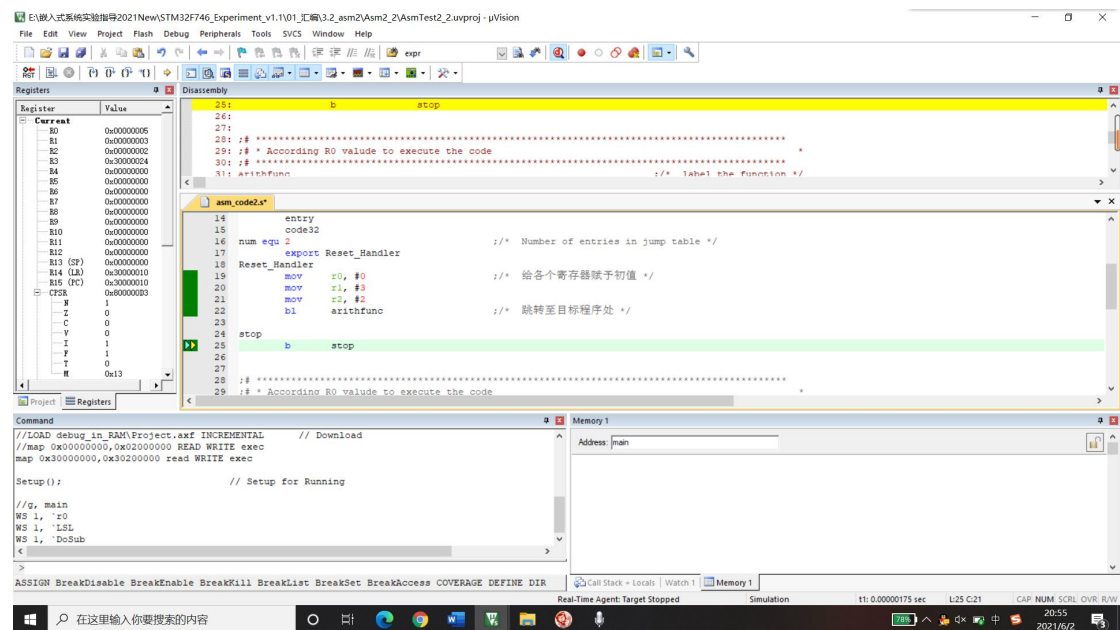 E:\嵌入式系统实验指导2021New\STM32F746_Experiment_v1.1\01_汇编\3.2_asm2\Asm2_2\AsmTest2_2.uvproj - µVision
File Edit View Project Flash Debug Peripherals Tools SVCS Window Help
expr
RST
Registers
Register Value
Current
R0 0x00000005
R1 0x00000003
R2 0x00000002
R3 0x30000024
R4 0x00000000
R5 0x00000000
R6 0x00000000
R7 0x00000000
R8 0x00000000
R9 0x00000000
R10 0x00000000
R11 0x00000000
R12 0x00000000
R13 (SP) 0x00000000
R14 (LR) 0x30000010
R15 (PC) 0x30000010
CPSR 0x800000D3
N 1
Z 0
C 0
V 0
I 1
F 1
T 0
M 0x13
Project Registers
Disassembly
25: b stop
26:
27:
28: ;# *********************************************************************************************
29: ;# * According R0 valude to execute the code *
30: ;# *********************************************************************************************
31: arithfunc ;/* label the function */
asm_code2.s*
14 entry
15 code32
16 num equ 2 ;/* Number of entries in jump table */
17 export Reset_Handler
18 Reset_Handler
19 mov r0, #0 ;/* 给各个寄存器赋予初值 */
20 mov r1, #3
21 mov r2, #2
22 bl arithfunc ;/* 跳转至目标程序处 */
23
24 stop
25 b stop
26
27
28 ;# *********************************************************************************************
29 ;# * According R0 valude to execute the code *
Command
//LOAD debug_in_RAM\Project.axf INCREMENTAL // Download
//map 0x00000000,0x02000000 READ WRITE exec
map 0x30000000,0x30200000 read WRITE exec
Setup(); // Setup for Running
//g, main
WS 1, `r0
WS 1, `LSL
WS 1, `DoSub
>
ASSIGN BreakDisable BreakEnable BreakKill BreakList BreakSet BreakAccess COVERAGE DEFINE DIR
Memory 1
Address: main
Call Stack + Locals Watch 1 Memory 1
Real-Time Agent: Target Stopped Simulation t1: 0.00000175 sec L:25 C:21 CAP NUM SCRL OVR R/W
在这里输入你要搜索的内容
78% 中
20:55
2021/6/2